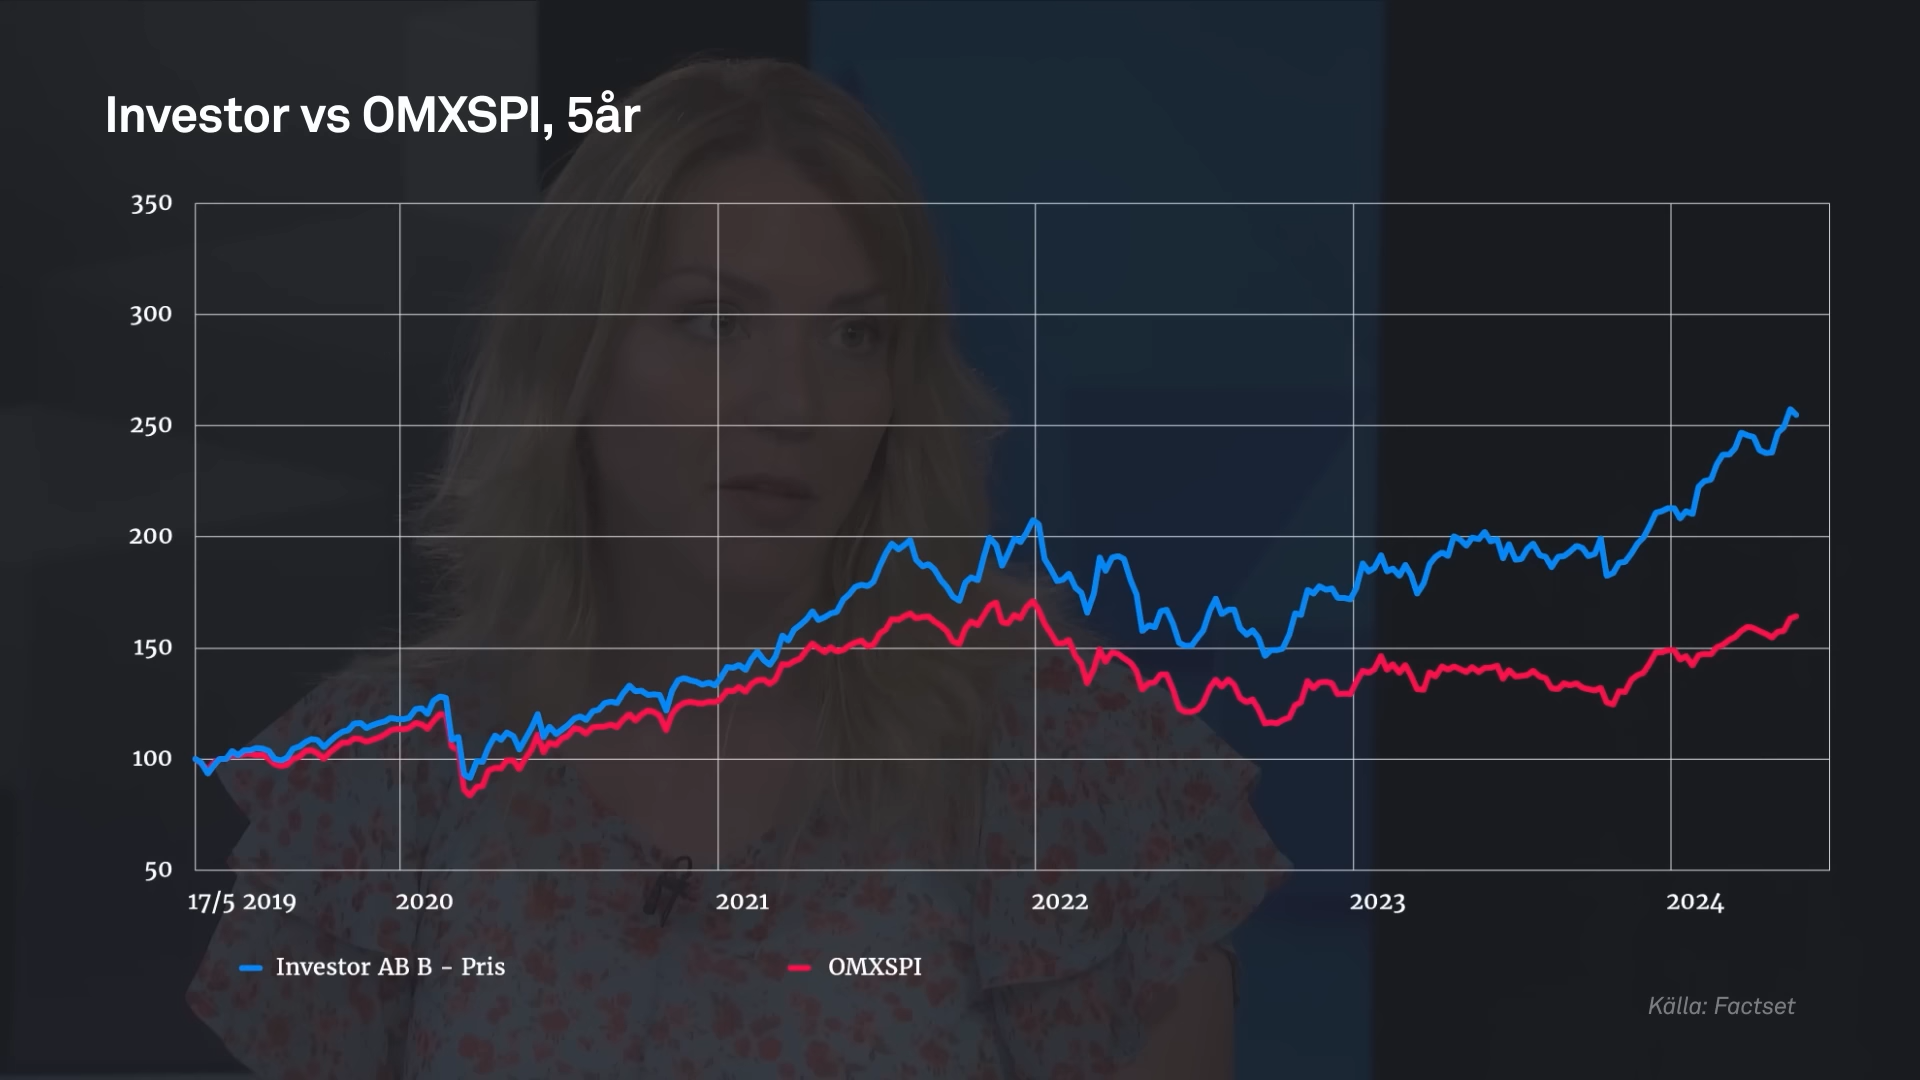 Investor vs OMXSPI, 5år
350
300
250
200
150
100
50
17/5 2019 2020 2021 2022 2023 2024
Investor AB B - Pris OMXSPI
Källa: Factset